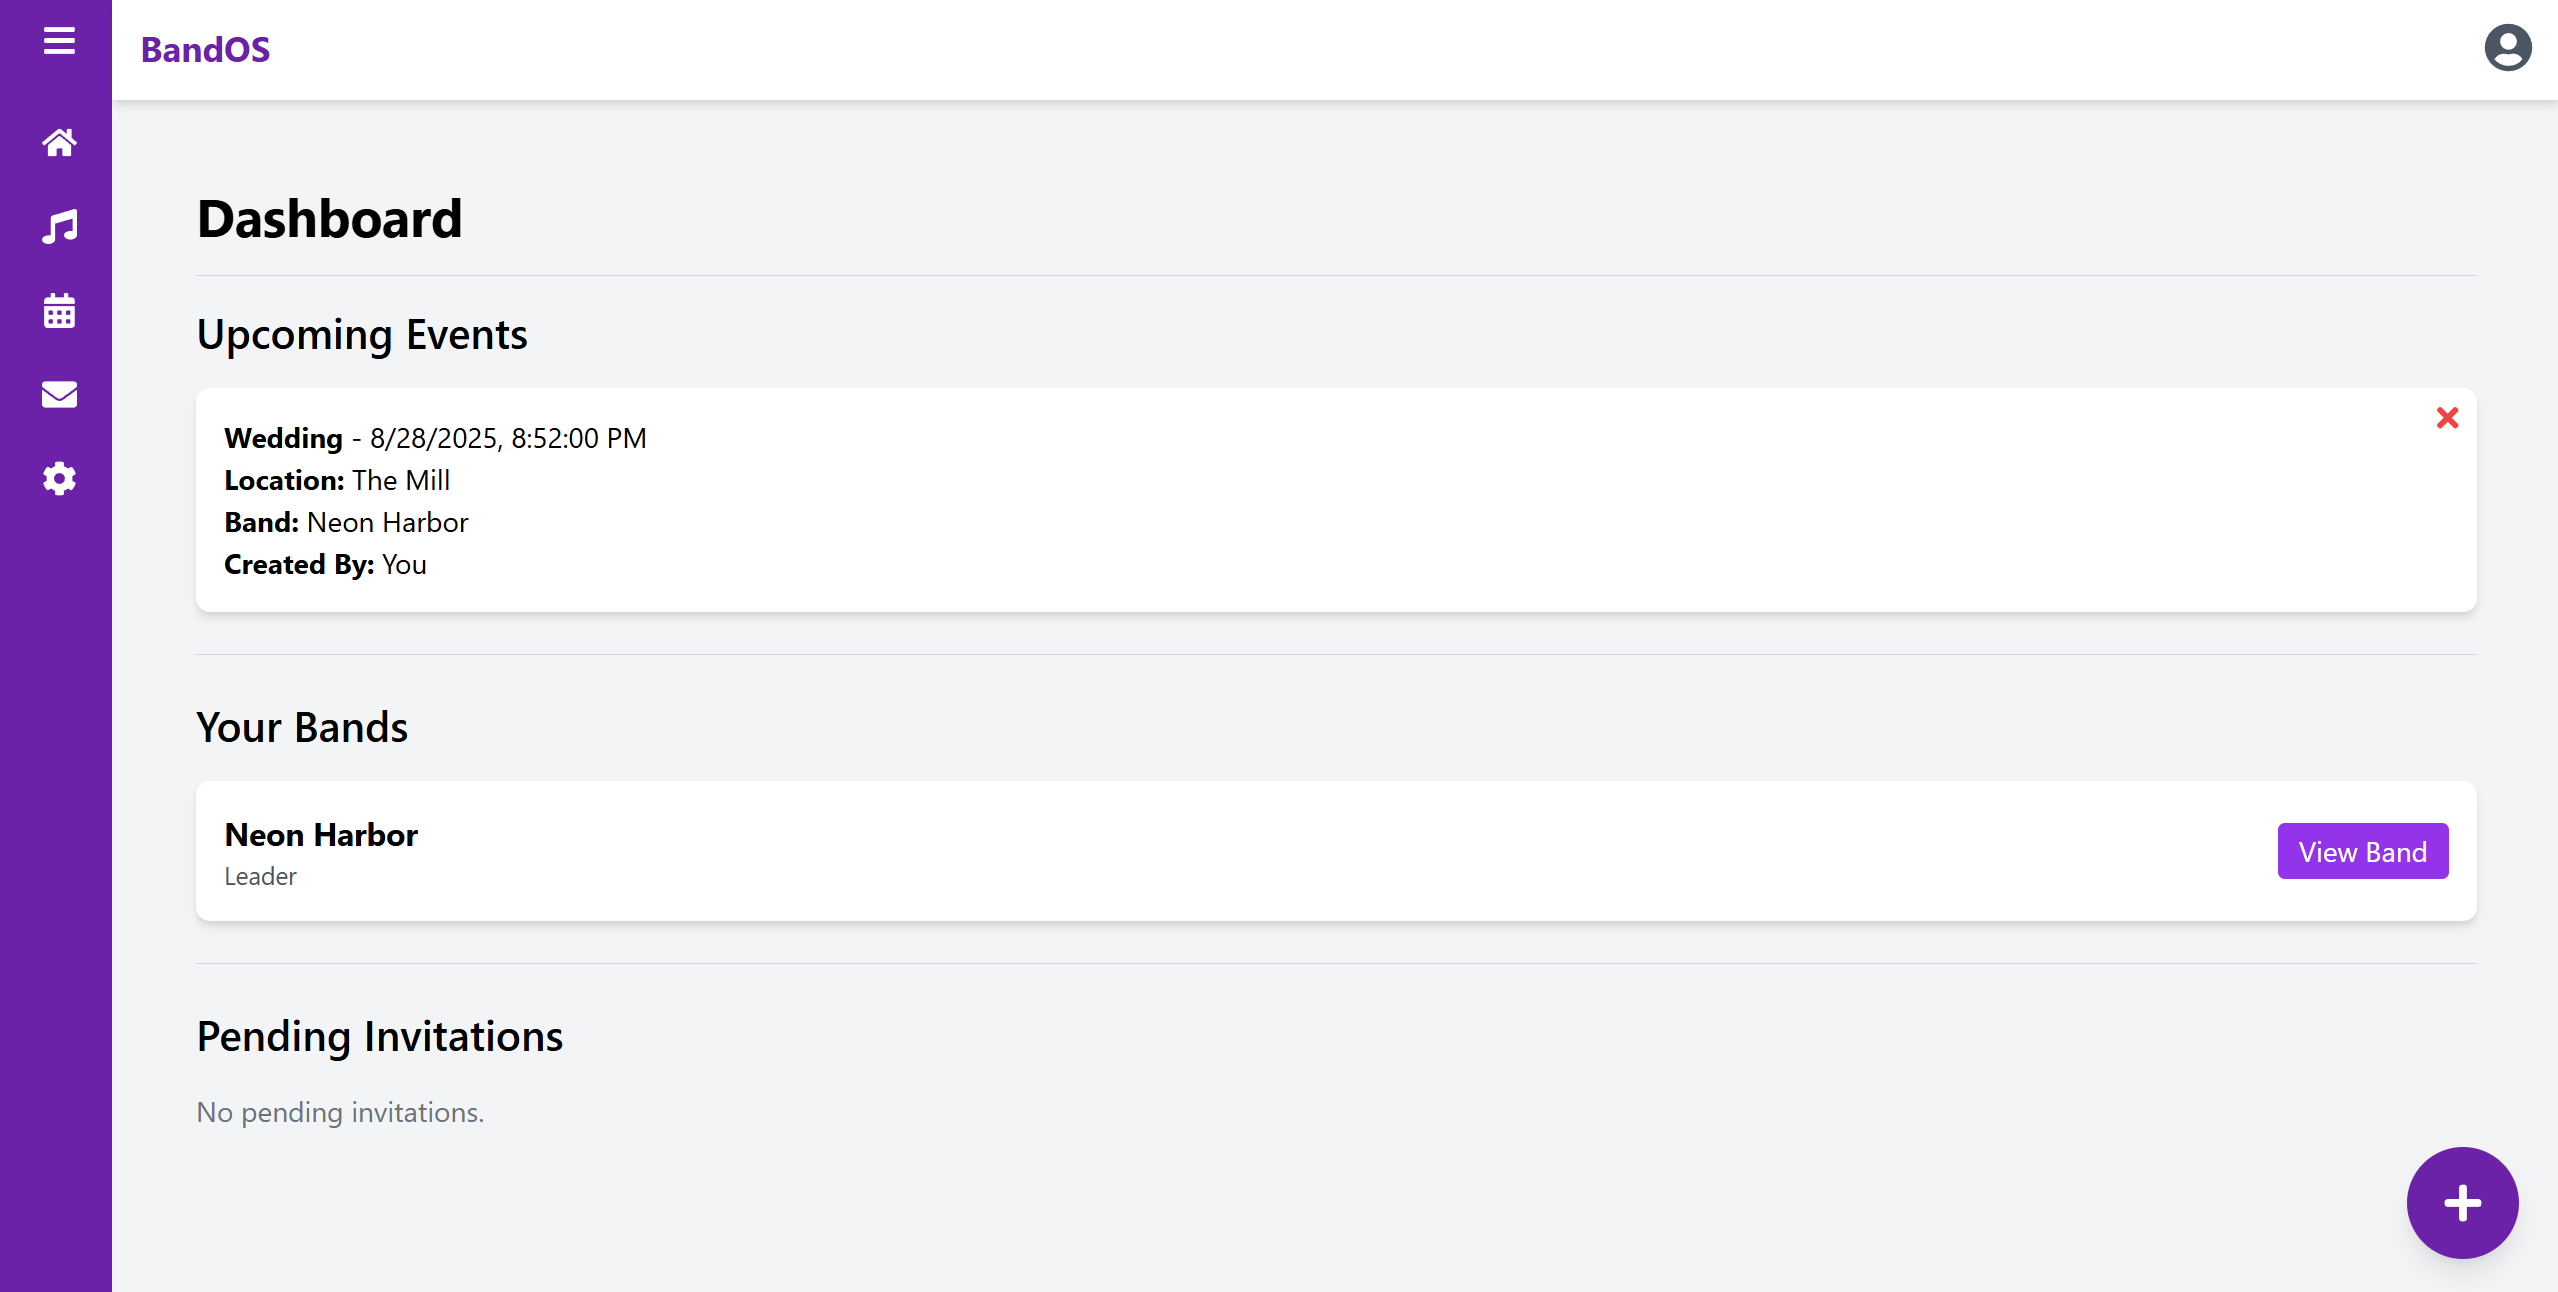 BandOS
Dashboard
Upcoming Events
Wedding - 8/28/2025, 8:52:00 PM
Location: The Mill
Band: Neon Harbor
Created By: You
Your Bands
Neon Harbor
Leader
View Band
Pending Invitations
No pending invitations.